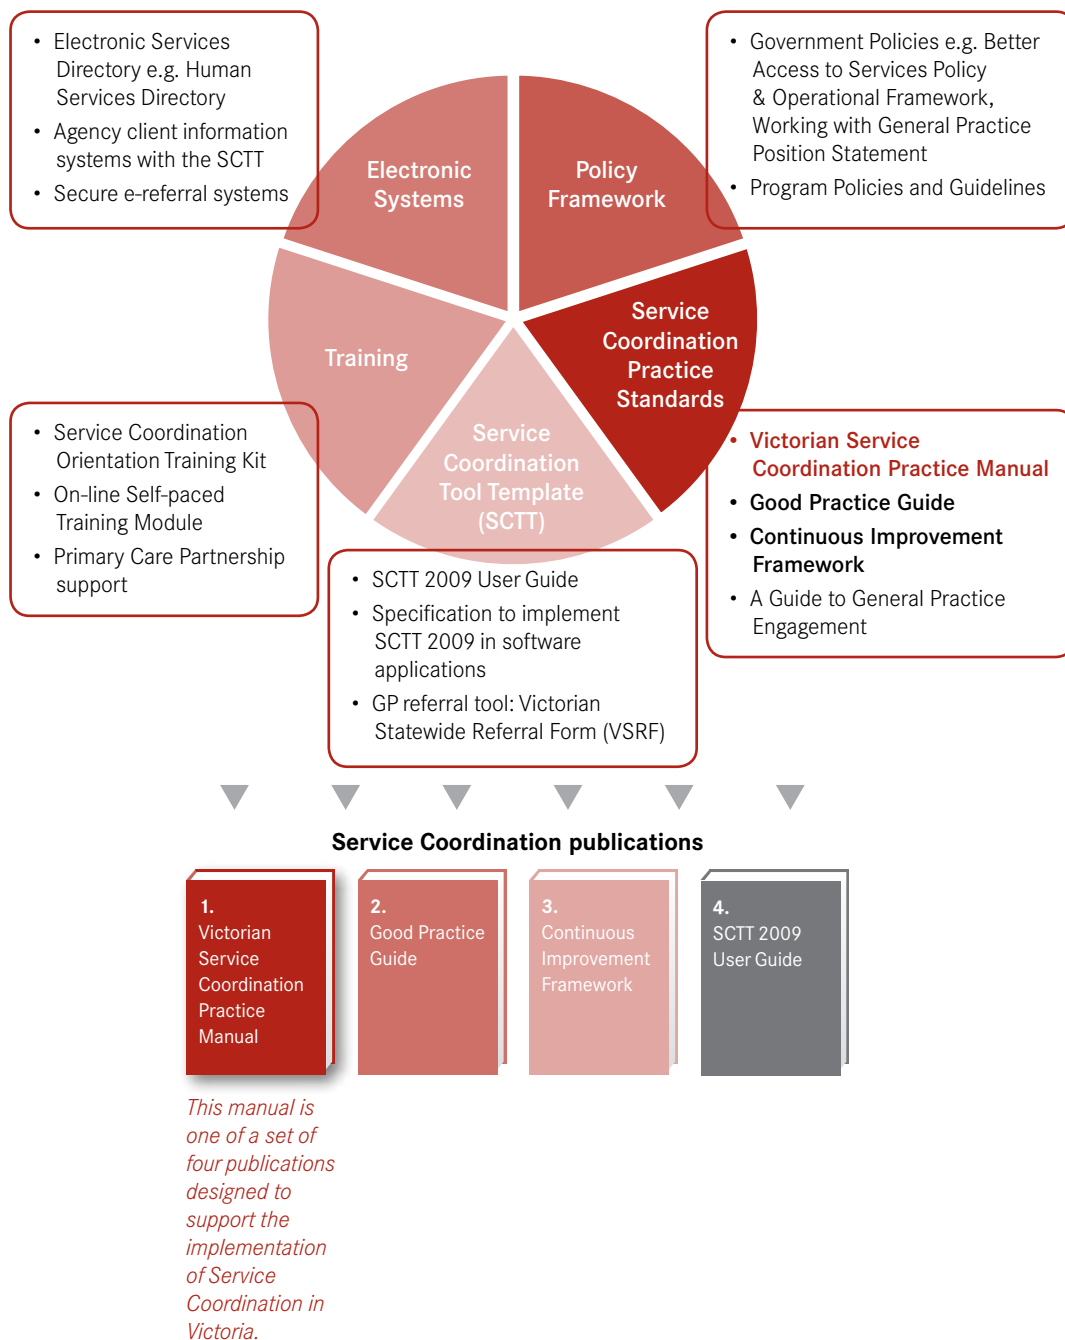 • Electronic Services
Directory e.g. Human
Services Directory
• Agency client information
systems with the SCTT
• Secure e-referral systems
• Government Policies e.g. Better
Access to Services Policy
& Operational Framework,
Working with General Practice
Position Statement
• Program Policies and Guidelines
Electronic
Systems
Policy
Framework
Service
Coordination
Practice
Standards
Training
Service
Coordination
Tool Template
(SCTT)
• Service Coordination
Orientation Training Kit
• On-line Self-paced
Training Module
• Primary Care Partnership
support
• Victorian Service
Coordination Practice Manual
• Good Practice Guide
• Continuous Improvement
Framework
• A Guide to General Practice
Engagement
• SCTT 2009 User Guide
• Specification to implement
SCTT 2009 in software
applications
• GP referral tool: Victorian
Statewide Referral Form (VSRF)
Service Coordination publications
1.
Victorian
Service
Coordination
Practice
Manual
2.
Good Practice
Guide
3.
Continuous
Improvement
Framework
4.
SCTT 2009
User Guide
This manual is
one of a set of
four publications
designed to
support the
implementation
of Service
Coordination in
Victoria.